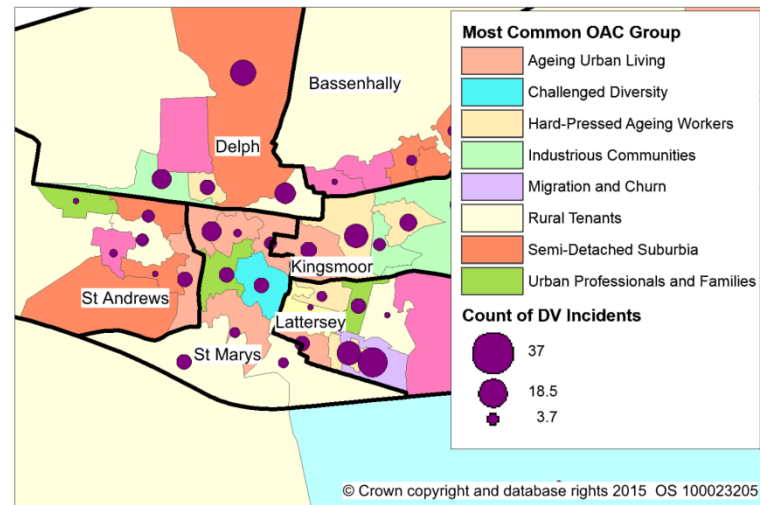 Most Common OAC Group
Ageing Urban Living
Challenged Diversity
Hard-Pressed Ageing Workers
Industrious Communities
Migration and Churn
Rural Tenants
Semi-Detached Suburbia
Urban Professionals and Families
Count of DV Incidents
37
18.5
3.7
Bassenhally
Delph
Kingsmoor
St Andrews
Lattersey
St Marys
© Crown copyright and database rights 2015 OS 100023205